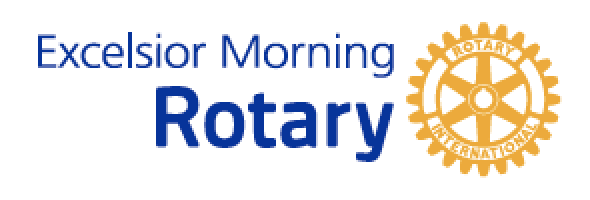 Excelsior Morning
Rotary
ROTARY
INTERNATIONAL